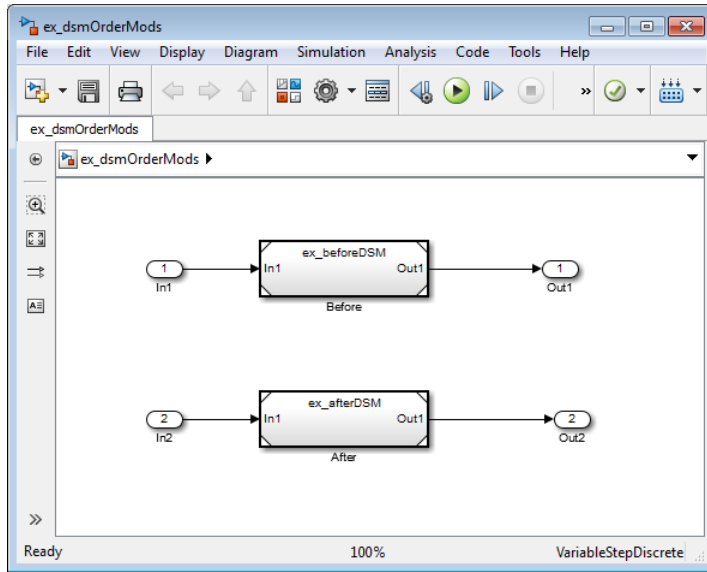 ex_dsmOrderMods
File Edit View Display Diagram Simulation Analysis Code Tools Help
»
ex_dsmOrderMods
ex_dsmOrderMods
ex_beforeDSM
1 In1 Out1 1
In1 Out1
Before
ex_afterDSM
2 In1 Out1 2
In2 Out2
After
Ready 100% VariableStepDiscrete